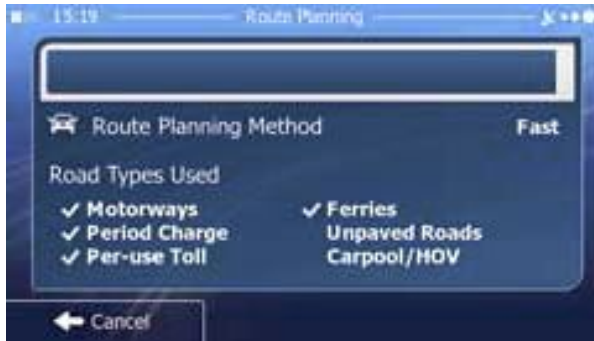 15:19 Route Planning
Route Planning Method Fast
Road Types Used
✓ Motorways ✓ Ferries
✓ Period Charge Unpaved Roads
✓ Per-use Toll Carpool/HOV
Cancel